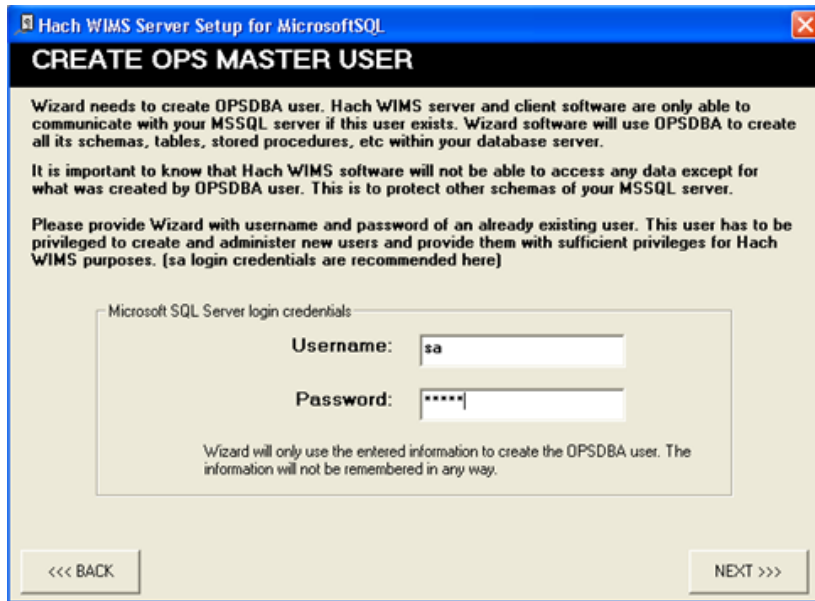 Hach WIMS Server Setup for MicrosoftSQL
CREATE OPS MASTER USER
Wizard needs to create OPSDBA user. Hach WIMS server and client software are only able to
communicate with your MSSQL server if this user exists. Wizard software will use OPSDBA to create
all its schemas, tables, stored procedures, etc within your database server.
It is important to know that Hach WIMS software will not be able to access any data except for
what was created by OPSDBA user. This is to protect other schemas of your MSSQL server.
Please provide Wizard with username and password of an already existing user. This user has to be
privileged to create and administer new users and provide them with sufficient privileges for Hach
WIMS purposes. (sa login credentials are recommended here)
Microsoft SQL Server login credentials
Username: sa
Password: *****
Wizard will only use the entered information to create the OPSDBA user. The
information will not be remembered in any way.
<<< BACK NEXT >>>